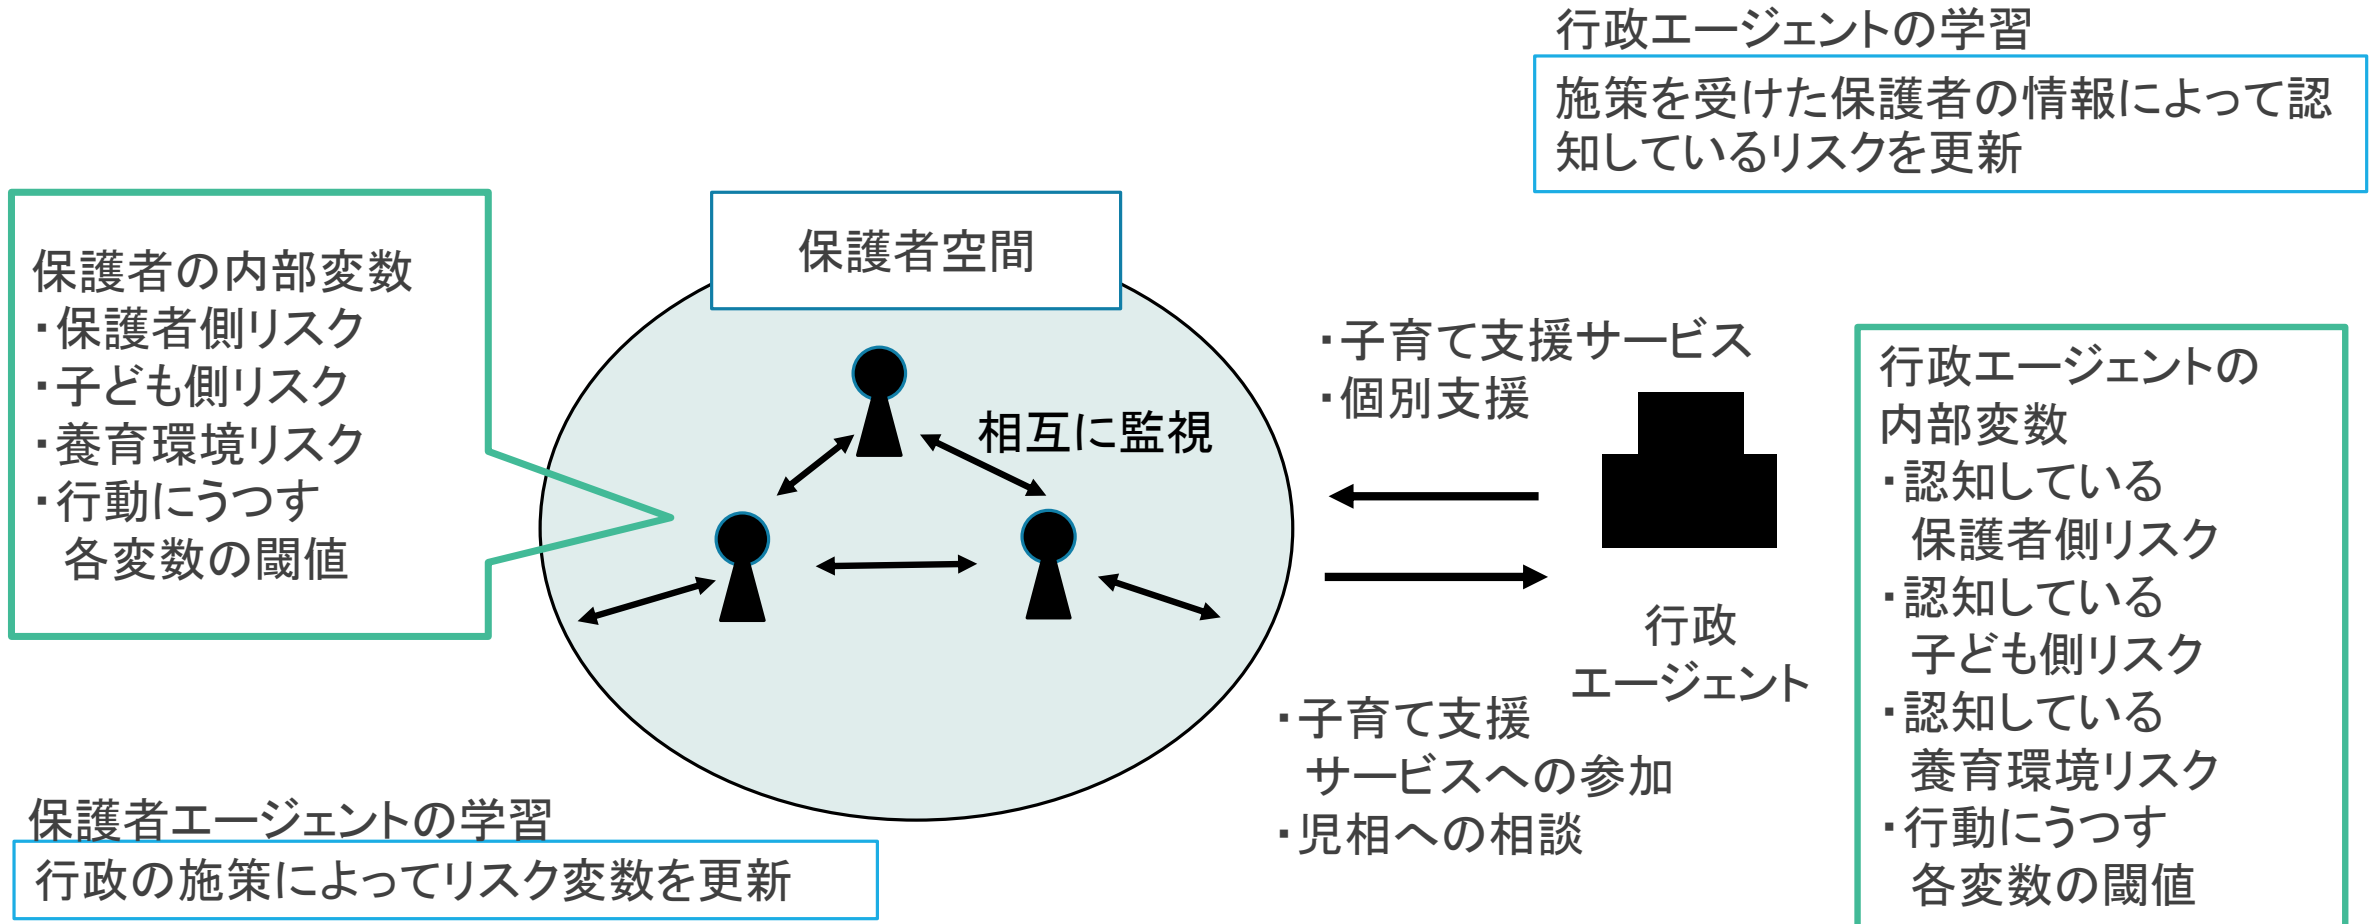 行政エージェントの学習
施策を受けた保護者の情報によって認
知しているリスクを更新
保護者空間
保護者の内部変数
・保護者側リスク
・子ども側リスク
・養育環境リスク
・行動にうつす
各変数の閾値
相互に監視
・子育て支援サービス
・個別支援
行政
エージェント
・子育て支援
サービスへの参加
・児相への相談
行政エージェントの
内部変数
・認知している
保護者側リスク
・認知している
子ども側リスク
・認知している
養育環境リスク
・行動にうつす
各変数の閾値
保護者エージェントの学習
行政の施策によってリスク変数を更新